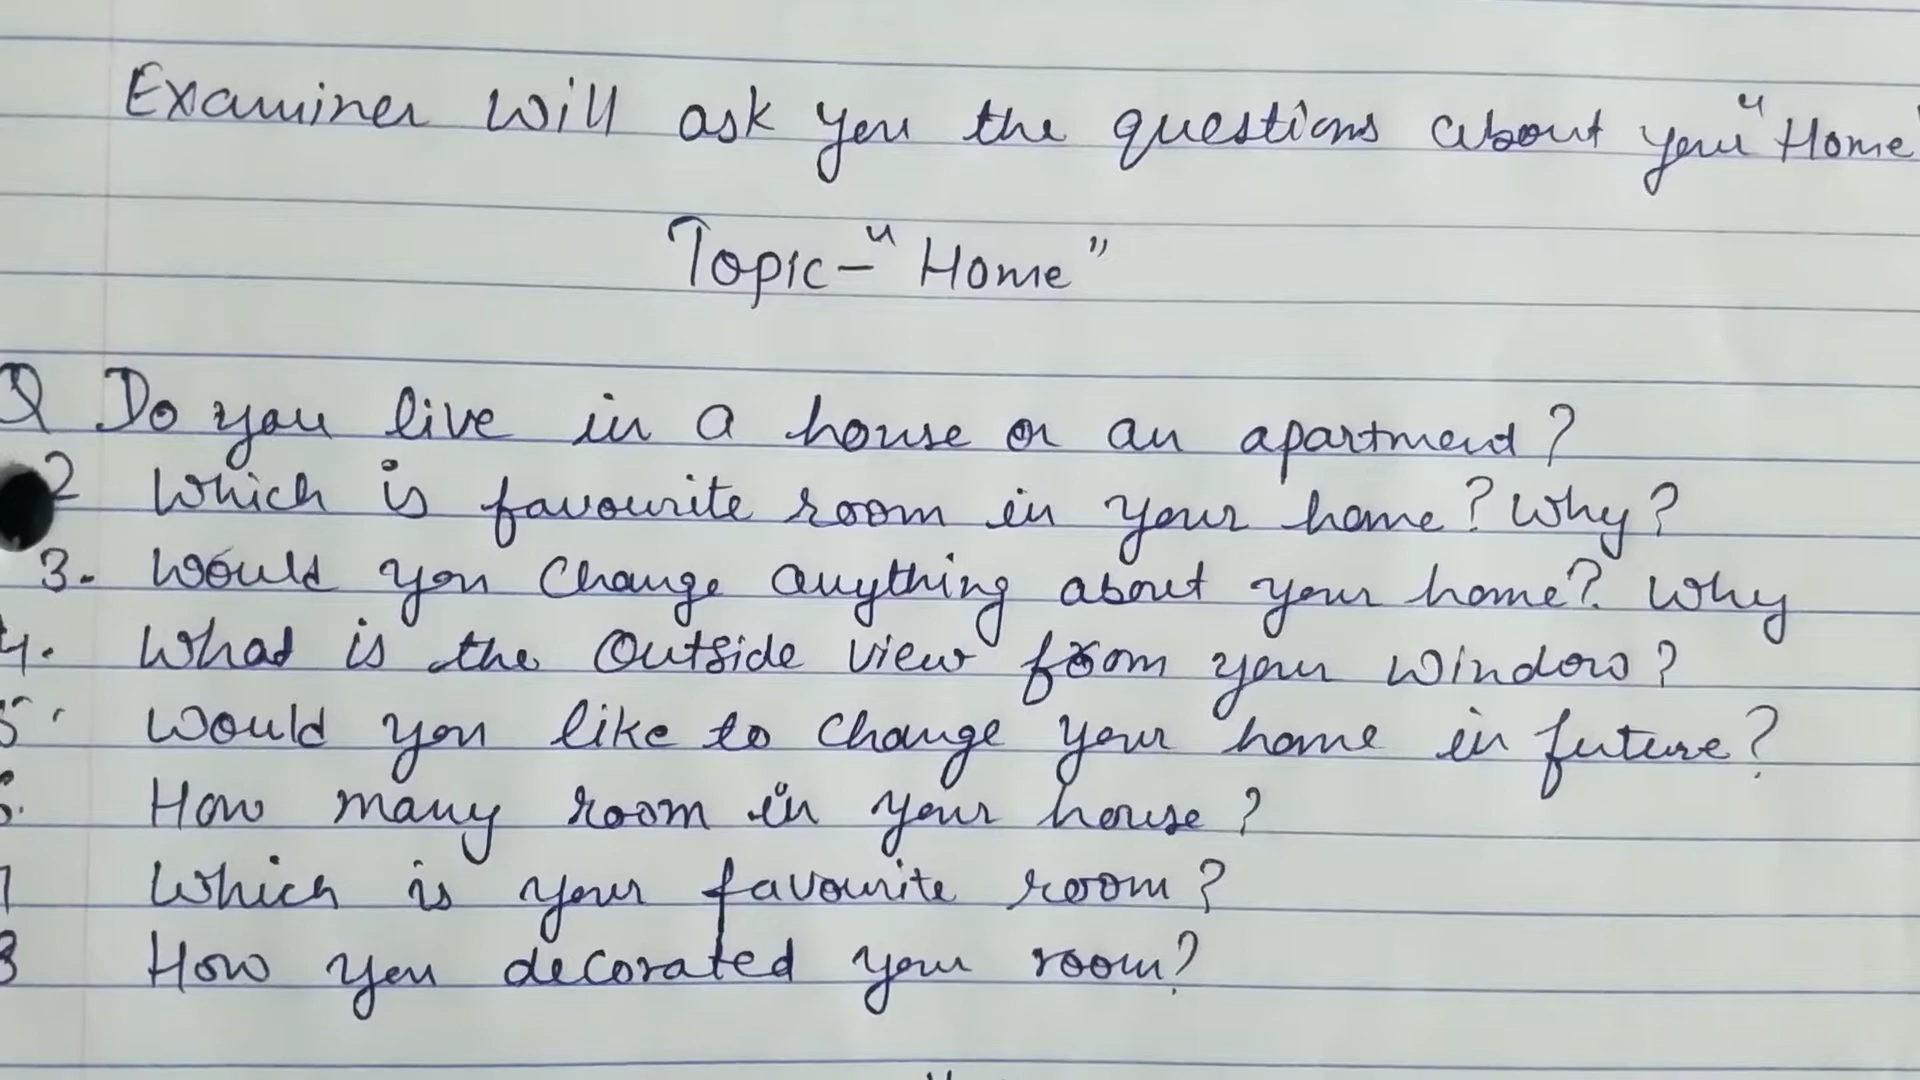 Examiner will ask you the questions about your "Home"
Topic - "Home"
Q Do you live in a house or an apartment?
2 Which is favourite room in your home? Why?
3. Would you change anything about your home? Why
4. What is the outside view from your window?
5. Would you like to change your home in future?
6. How many room in your house?
7 Which is your favourite room?
8 How you decorated your room?